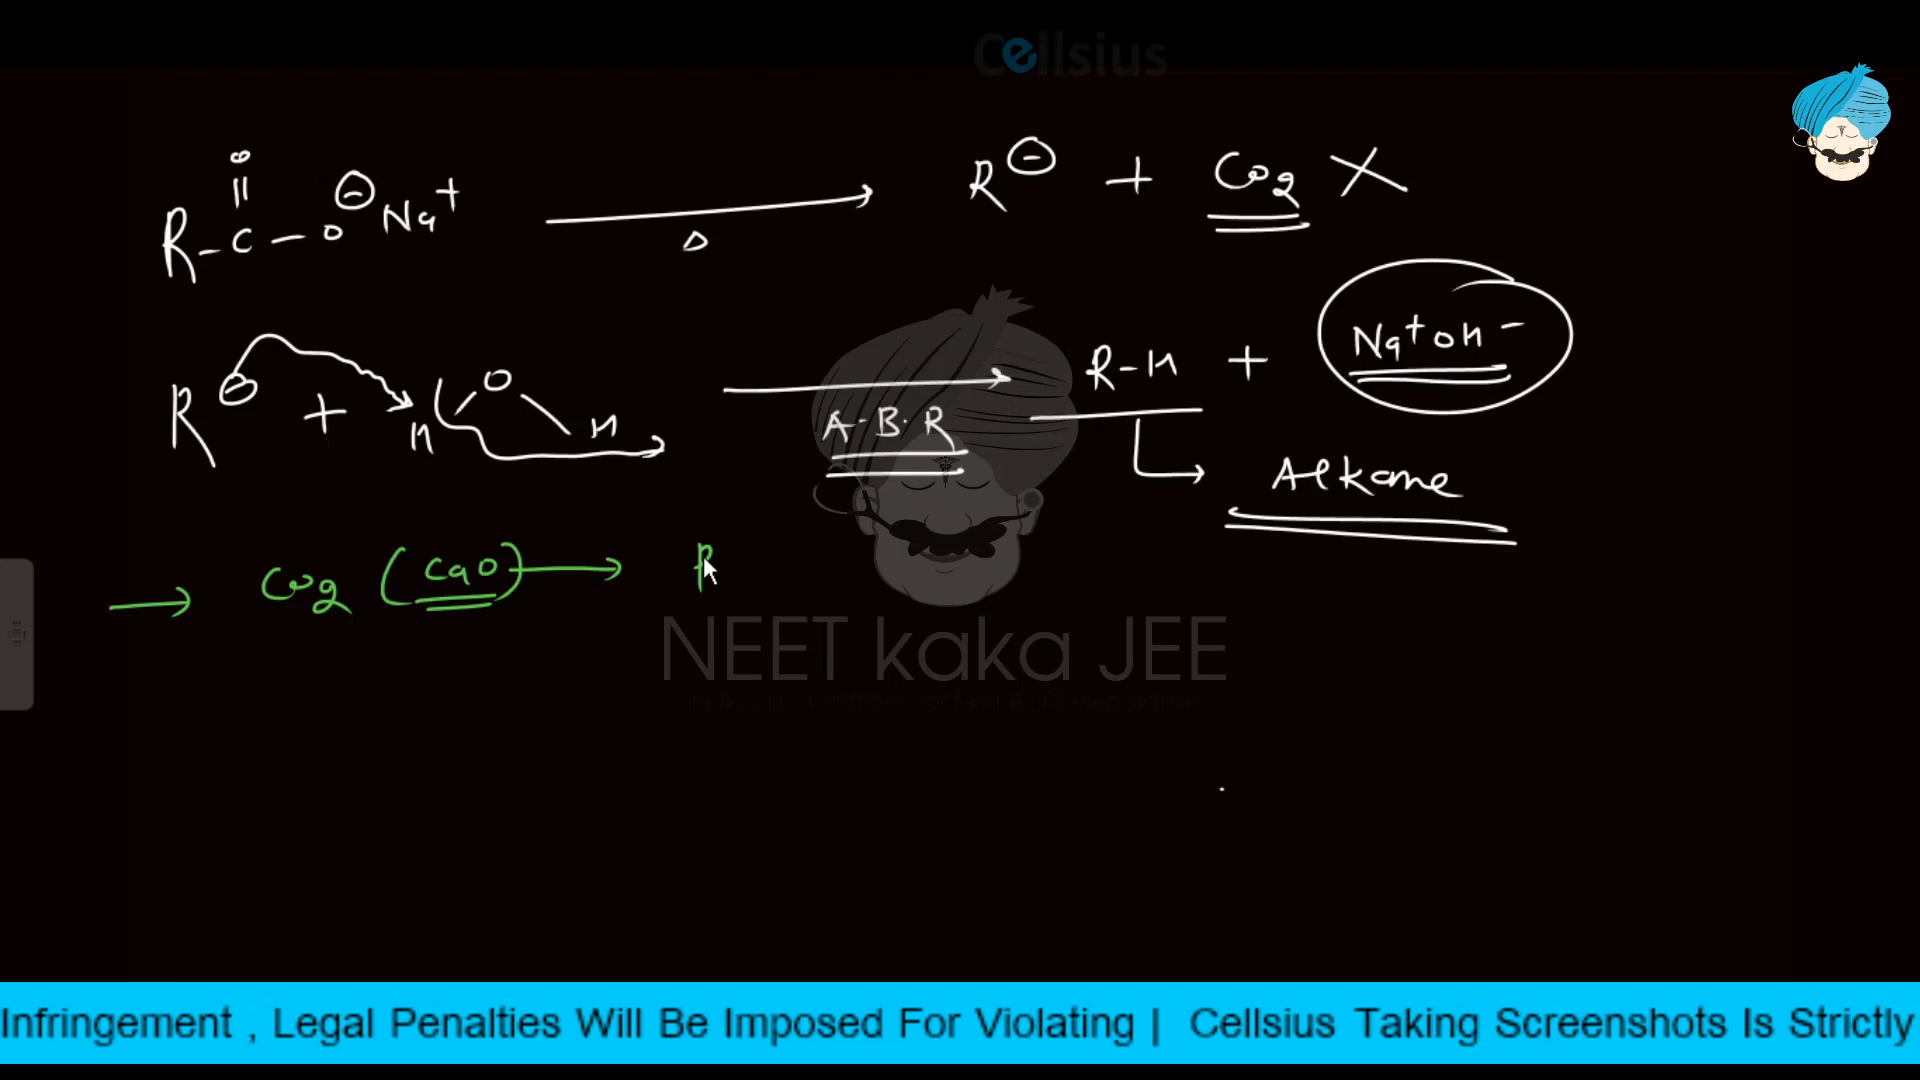 Cellsius
O
||
R-C-O⊖Na+ ⟶ R⊖ + CO2 X
Δ
R⊖ + H O H ⟶ R-H + Na+OH-
A.B.R
Alkane
→ CO2 (CaO) ⟶ R
NEET kaka JEE
Infringement , Legal Penalties Will Be Imposed For Violating | Cellsius Taking Screenshots Is Strictly